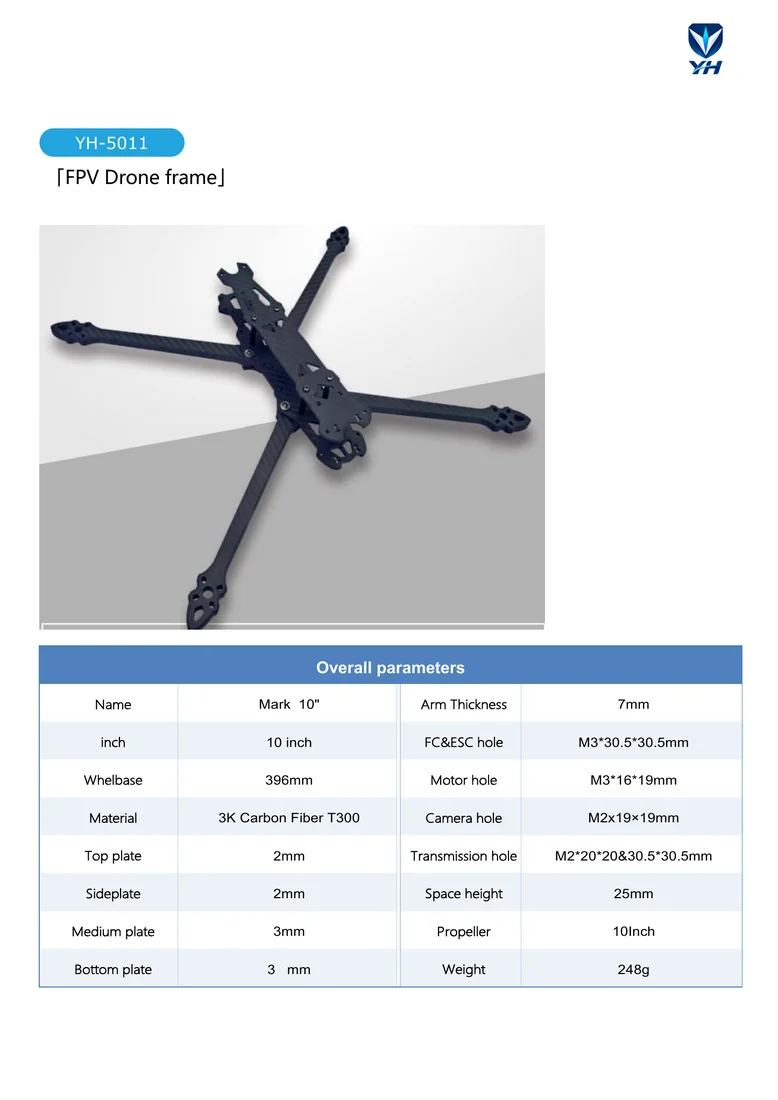 YH
YH-5011
「FPV Drone frame」
Overall parameters
Name Mark 10" Arm Thickness 7mm
inch 10 inch FC&ESC hole M3*30.5*30.5mm
Whelbase 396mm Motor hole M3*16*19mm
Material 3K Carbon Fiber T300 Camera hole M2x19×19mm
Top plate 2mm Transmission hole M2*20*20&30.5*30.5mm
Sideplate 2mm Space height 25mm
Medium plate 3mm Propeller 10Inch
Bottom plate 3 mm Weight 248g